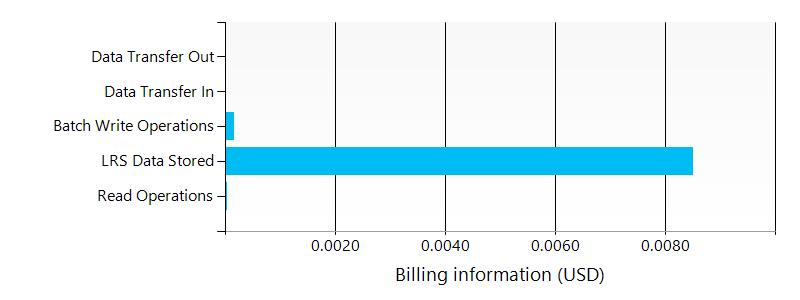 Data Transfer Out
Data Transfer In
Batch Write Operations
LRS Data Stored
Read Operations
0.0020 0.0040 0.0060 0.0080
Billing information (USD)